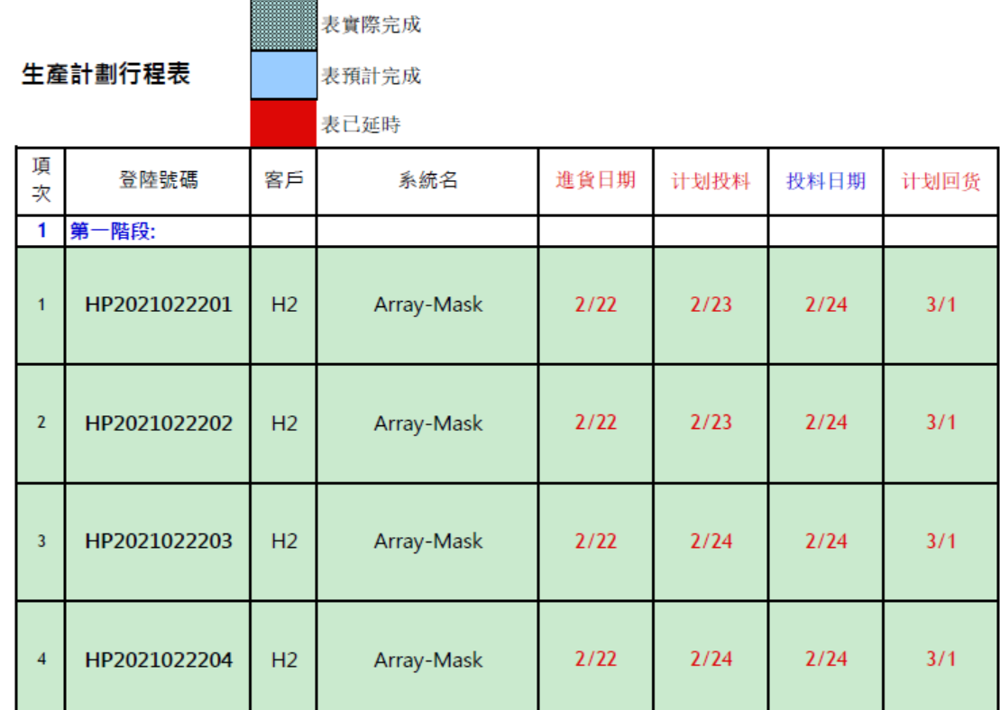 表實際完成
生產計劃行程表
表預計完成
表已延時
項次 登陸號碼 客戶 系統名 進貨日期 计划投料 投料日期 计划回货
1 第一階段:
1 HP2021022201 H2 Array-Mask 2/22 2/23 2/24 3/1
2 HP2021022202 H2 Array-Mask 2/22 2/23 2/24 3/1
3 HP2021022203 H2 Array-Mask 2/22 2/24 2/24 3/1
4 HP2021022204 H2 Array-Mask 2/22 2/24 2/24 3/1